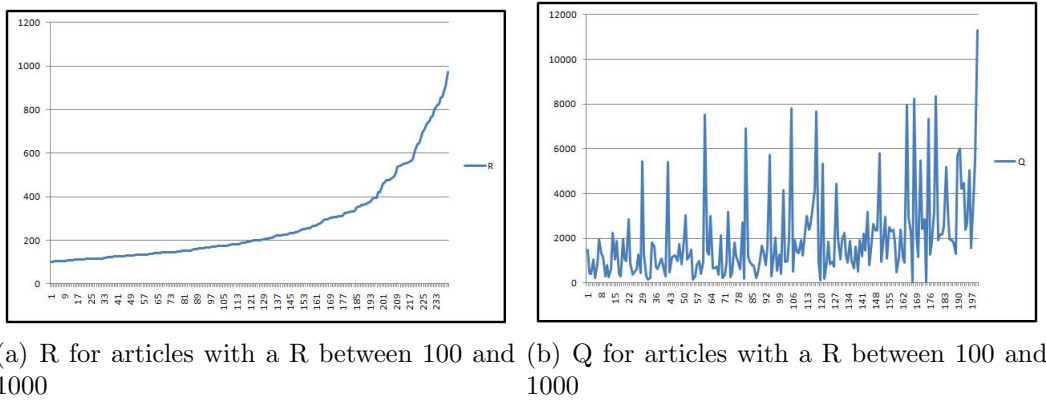 1200
1000
800
600
400
200
0
R
1 9 17 25 33 41 49 57 65 73 81 89 97 105 113 121 129 137 145 153 161 169 177 185 193 201 209 217 225 233
12000
10000
8000
6000
4000
2000
0
Q
1 8 15 22 29 36 43 50 57 64 71 78 85 92 99 106 113 120 127 134 141 148 155 162 169 176 183 190 197
(a) R for articles with a R between 100 and
1000
(b) Q for articles with a R between 100 and
1000